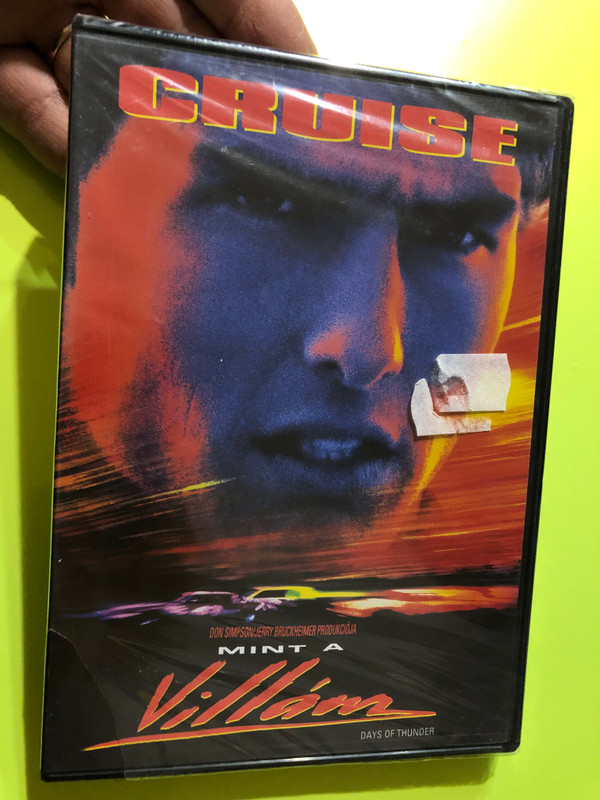 CRUISE
DON SIMPSON/JERRY BRUCKHEIMER PRODUKCIÓJA
MINT A
Villám
DAYS OF THUNDER